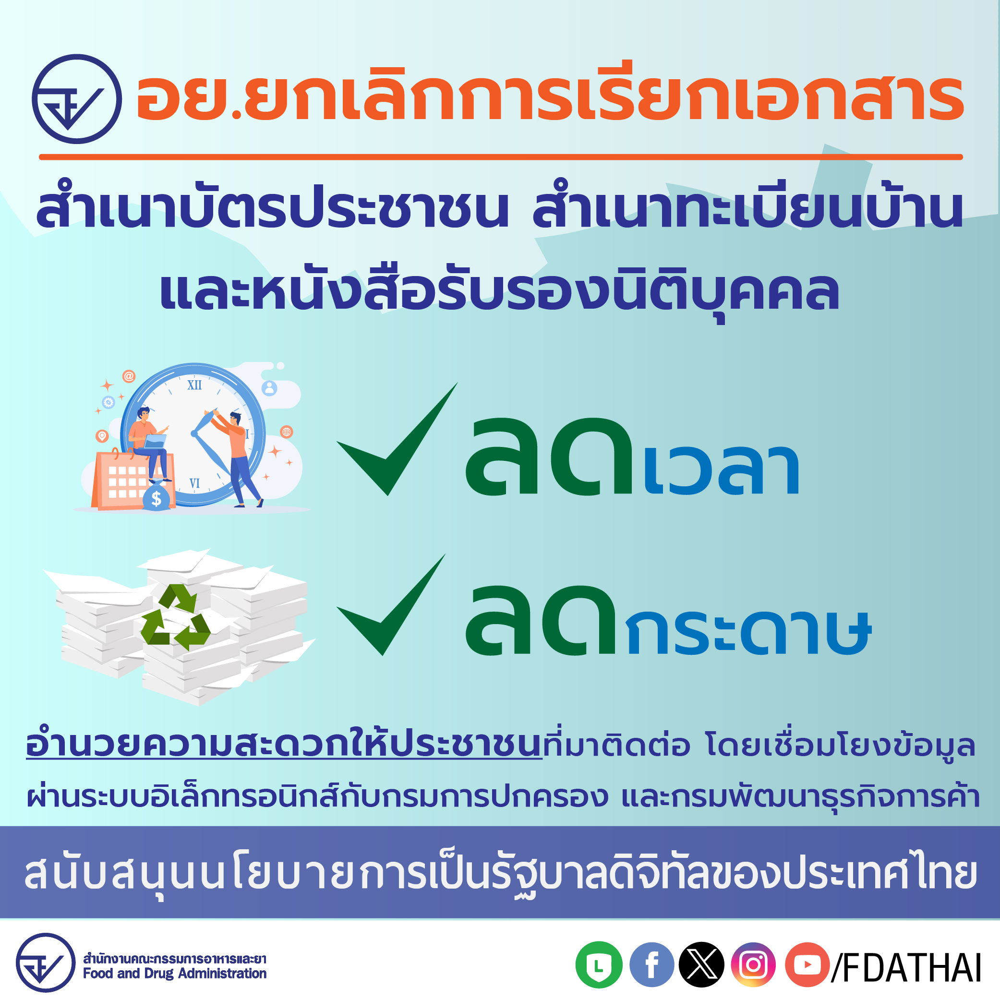 อย.ยกเลิกการเรียกเอกสาร
สำเนาบัตรประชาชน สำเนาทะเบียนบ้าน
และหนังสือรับรองนิติบุคคล
XII
I
VI
@
$
ลดเวลา
ลดกระดาษ
อำนวยความสะดวกให้ประชาชนที่มาติดต่อ โดยเชื่อมโยงข้อมูล
ผ่านระบบอิเล็กทรอนิกส์กับกรมการปกครอง และกรมพัฒนาธุรกิจการค้า
สนับสนุนนโยบายการเป็นรัฐบาลดิจิทัลของประเทศไทย
สำนักงานคณะกรรมการอาหารและยา
Food and Drug Administration
/FDATHAI